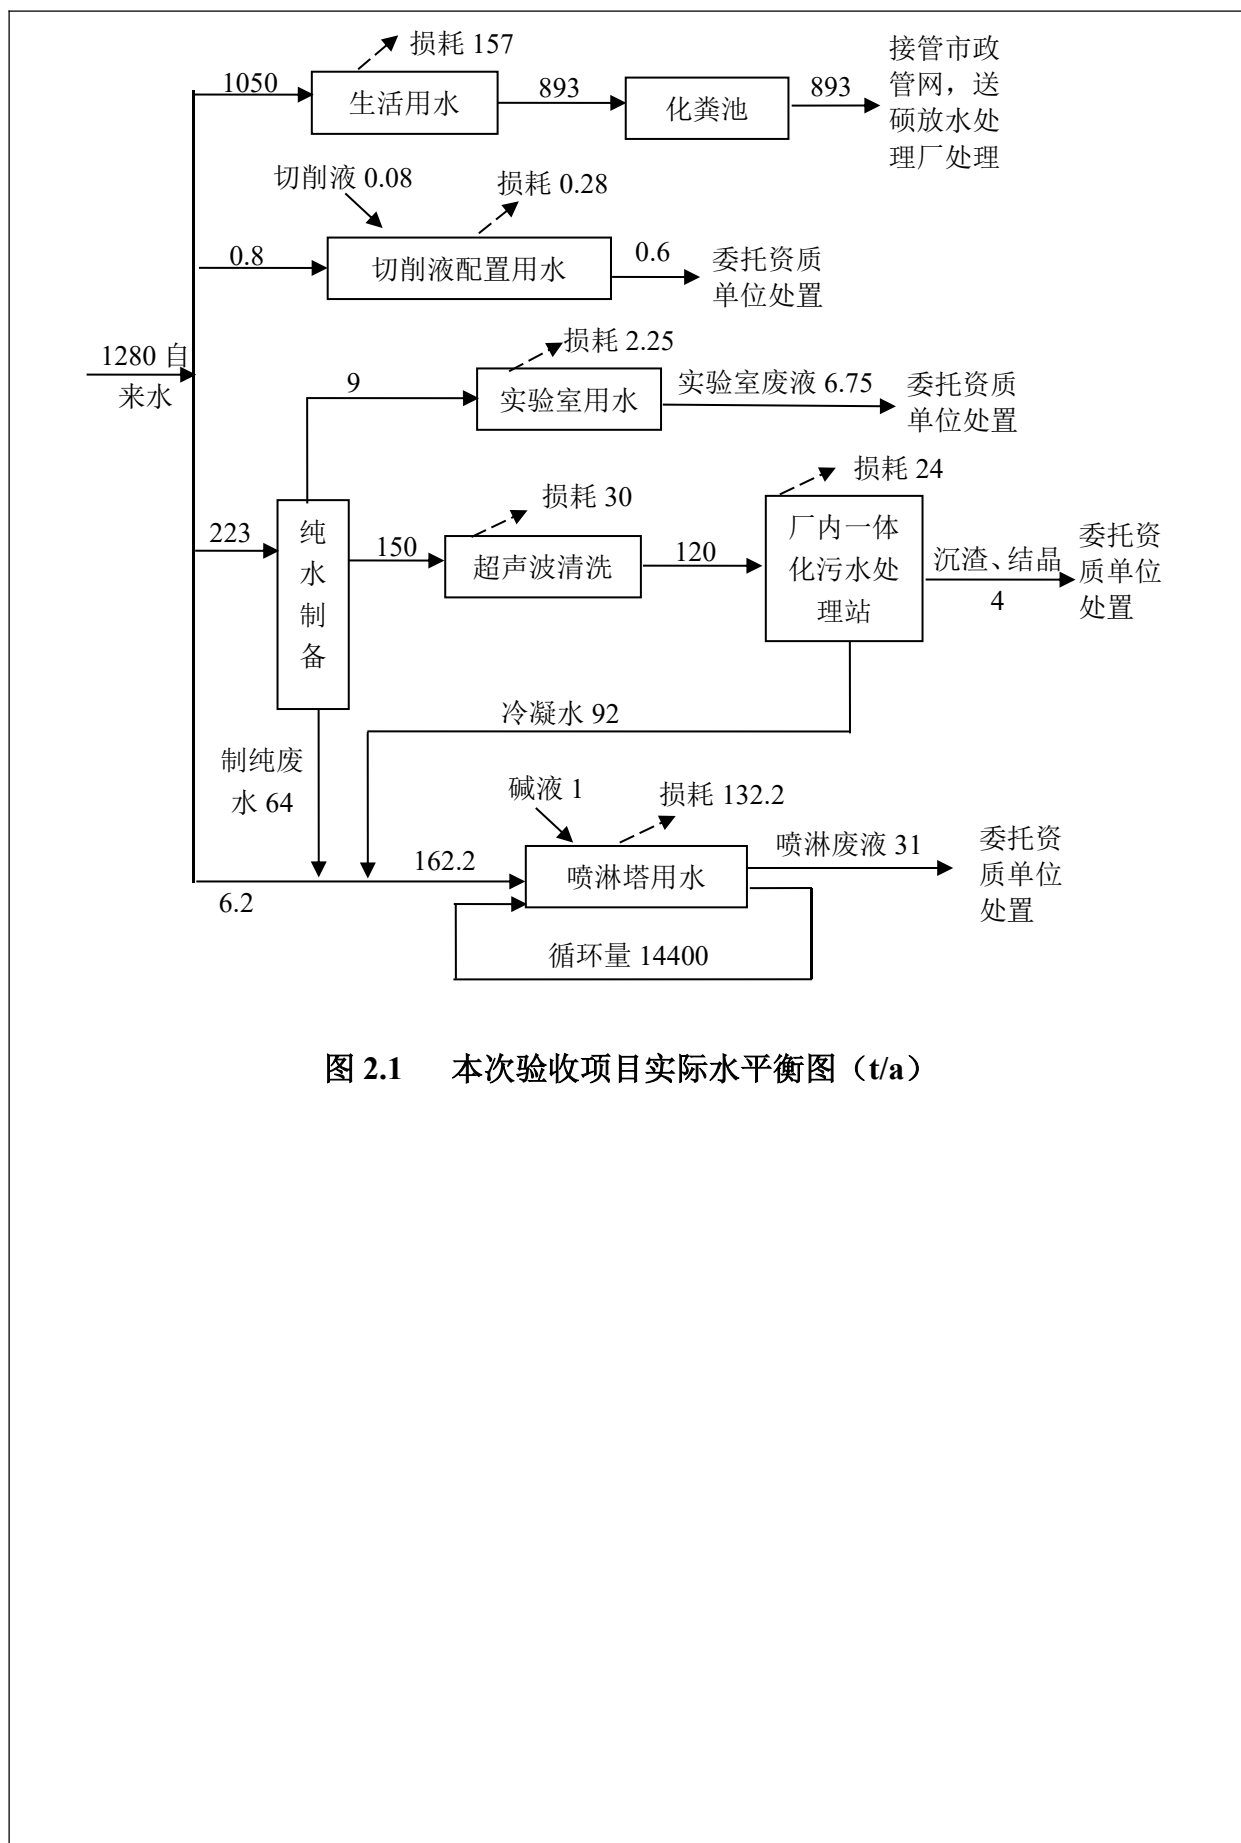 损耗 157
接管市政
管网，送
硕放水处
理厂处理
1050
生活用水
893
化粪池
893
切削液 0.08
损耗 0.28
0.8
切削液配置用水
0.6
委托资质
单位处置
1280 自
来水
损耗 2.25
9
实验室用水
实验室废液 6.75
委托资质
单位处置
损耗 24
损耗 30
223
纯
水
制
备
150
超声波清洗
120
厂内一体
化污水处
理站
沉渣、结晶
4
委托资
质单位
处置
冷凝水 92
制纯废
水 64
碱液 1
损耗 132.2
6.2
162.2
喷淋塔用水
喷淋废液 31
委托资
质单位
处置
循环量 14400
图 2.1 本次验收项目实际水平衡图（t/a）